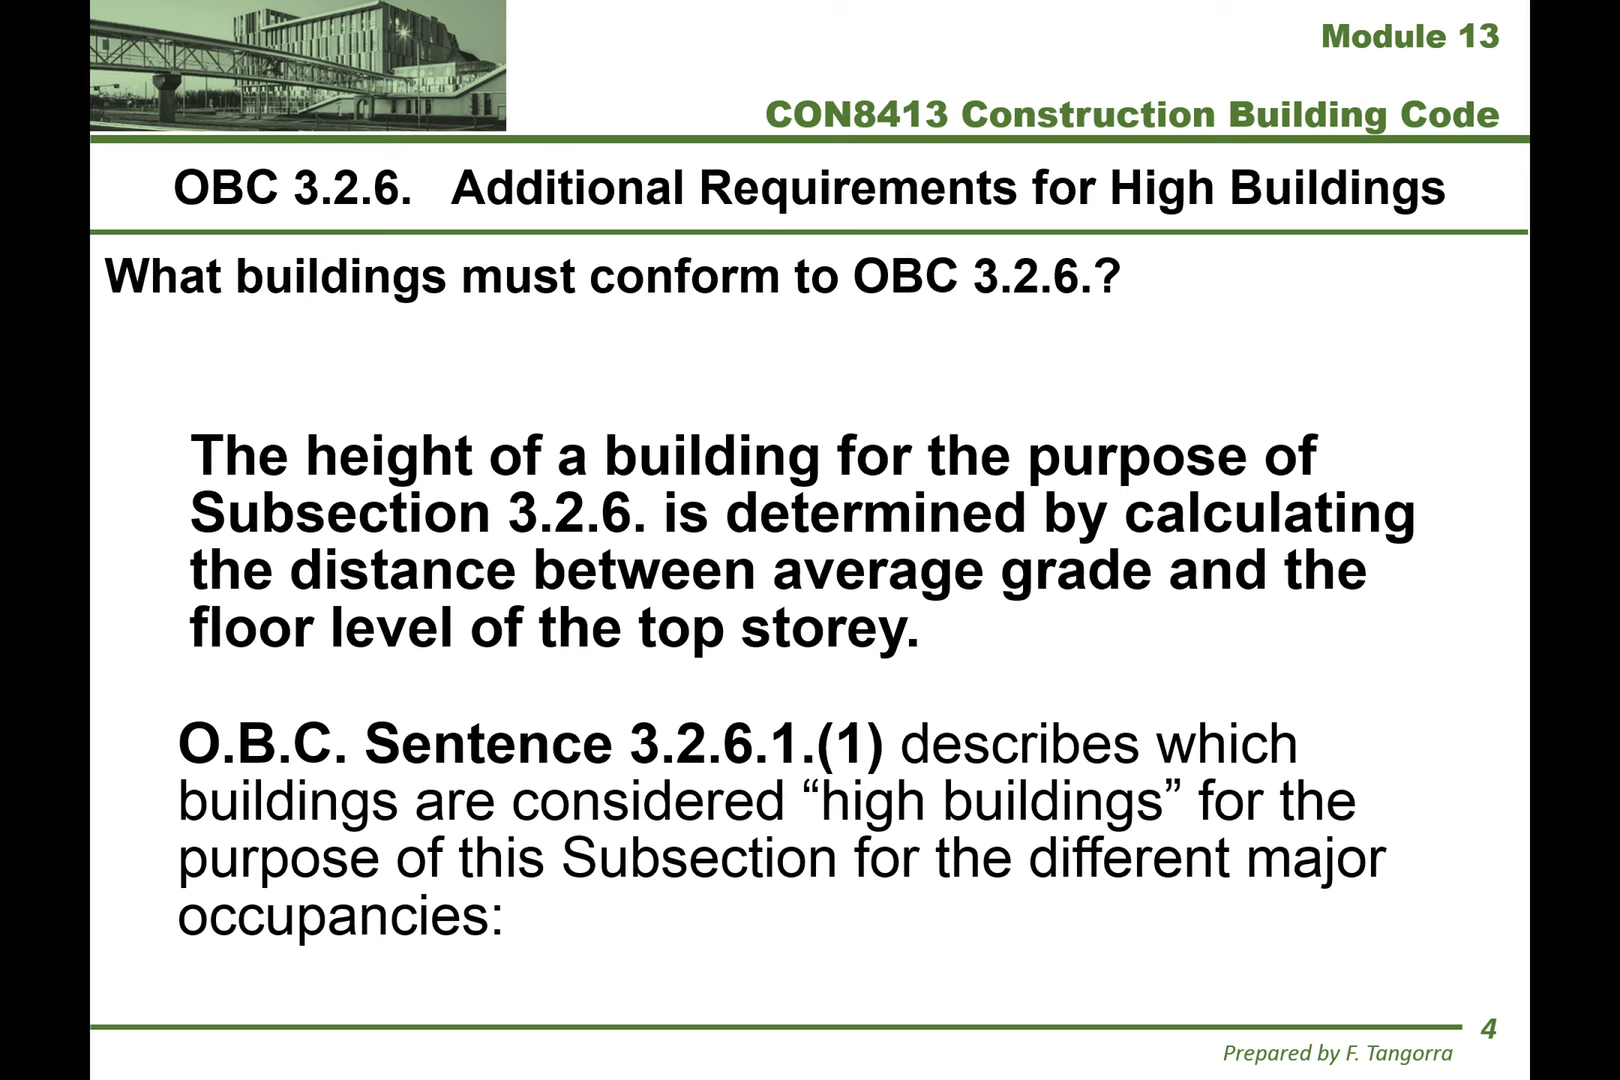 Module 13
CON8413 Construction Building Code
OBC 3.2.6. Additional Requirements for High Buildings
What buildings must conform to OBC 3.2.6.?
The height of a building for the purpose of
Subsection 3.2.6. is determined by calculating
the distance between average grade and the
floor level of the top storey.
O.B.C. Sentence 3.2.6.1.(1) describes which
buildings are considered “high buildings” for the
purpose of this Subsection for the different major
occupancies:
4
Prepared by F. Tangorra